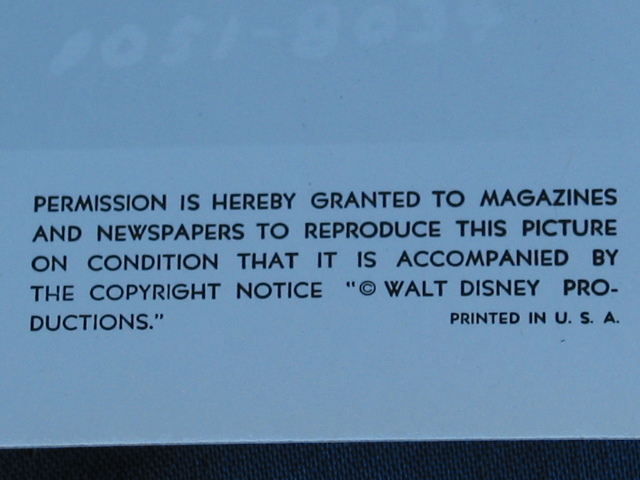 PERMISSION IS HEREBY GRANTED TO MAGAZINES
AND NEWSPAPERS TO REPRODUCE THIS PICTURE
ON CONDITION THAT IT IS ACCOMPANIED BY
THE COPYRIGHT NOTICE "© WALT DISNEY PRO-
DUCTIONS."
PRINTED IN U. S. A.